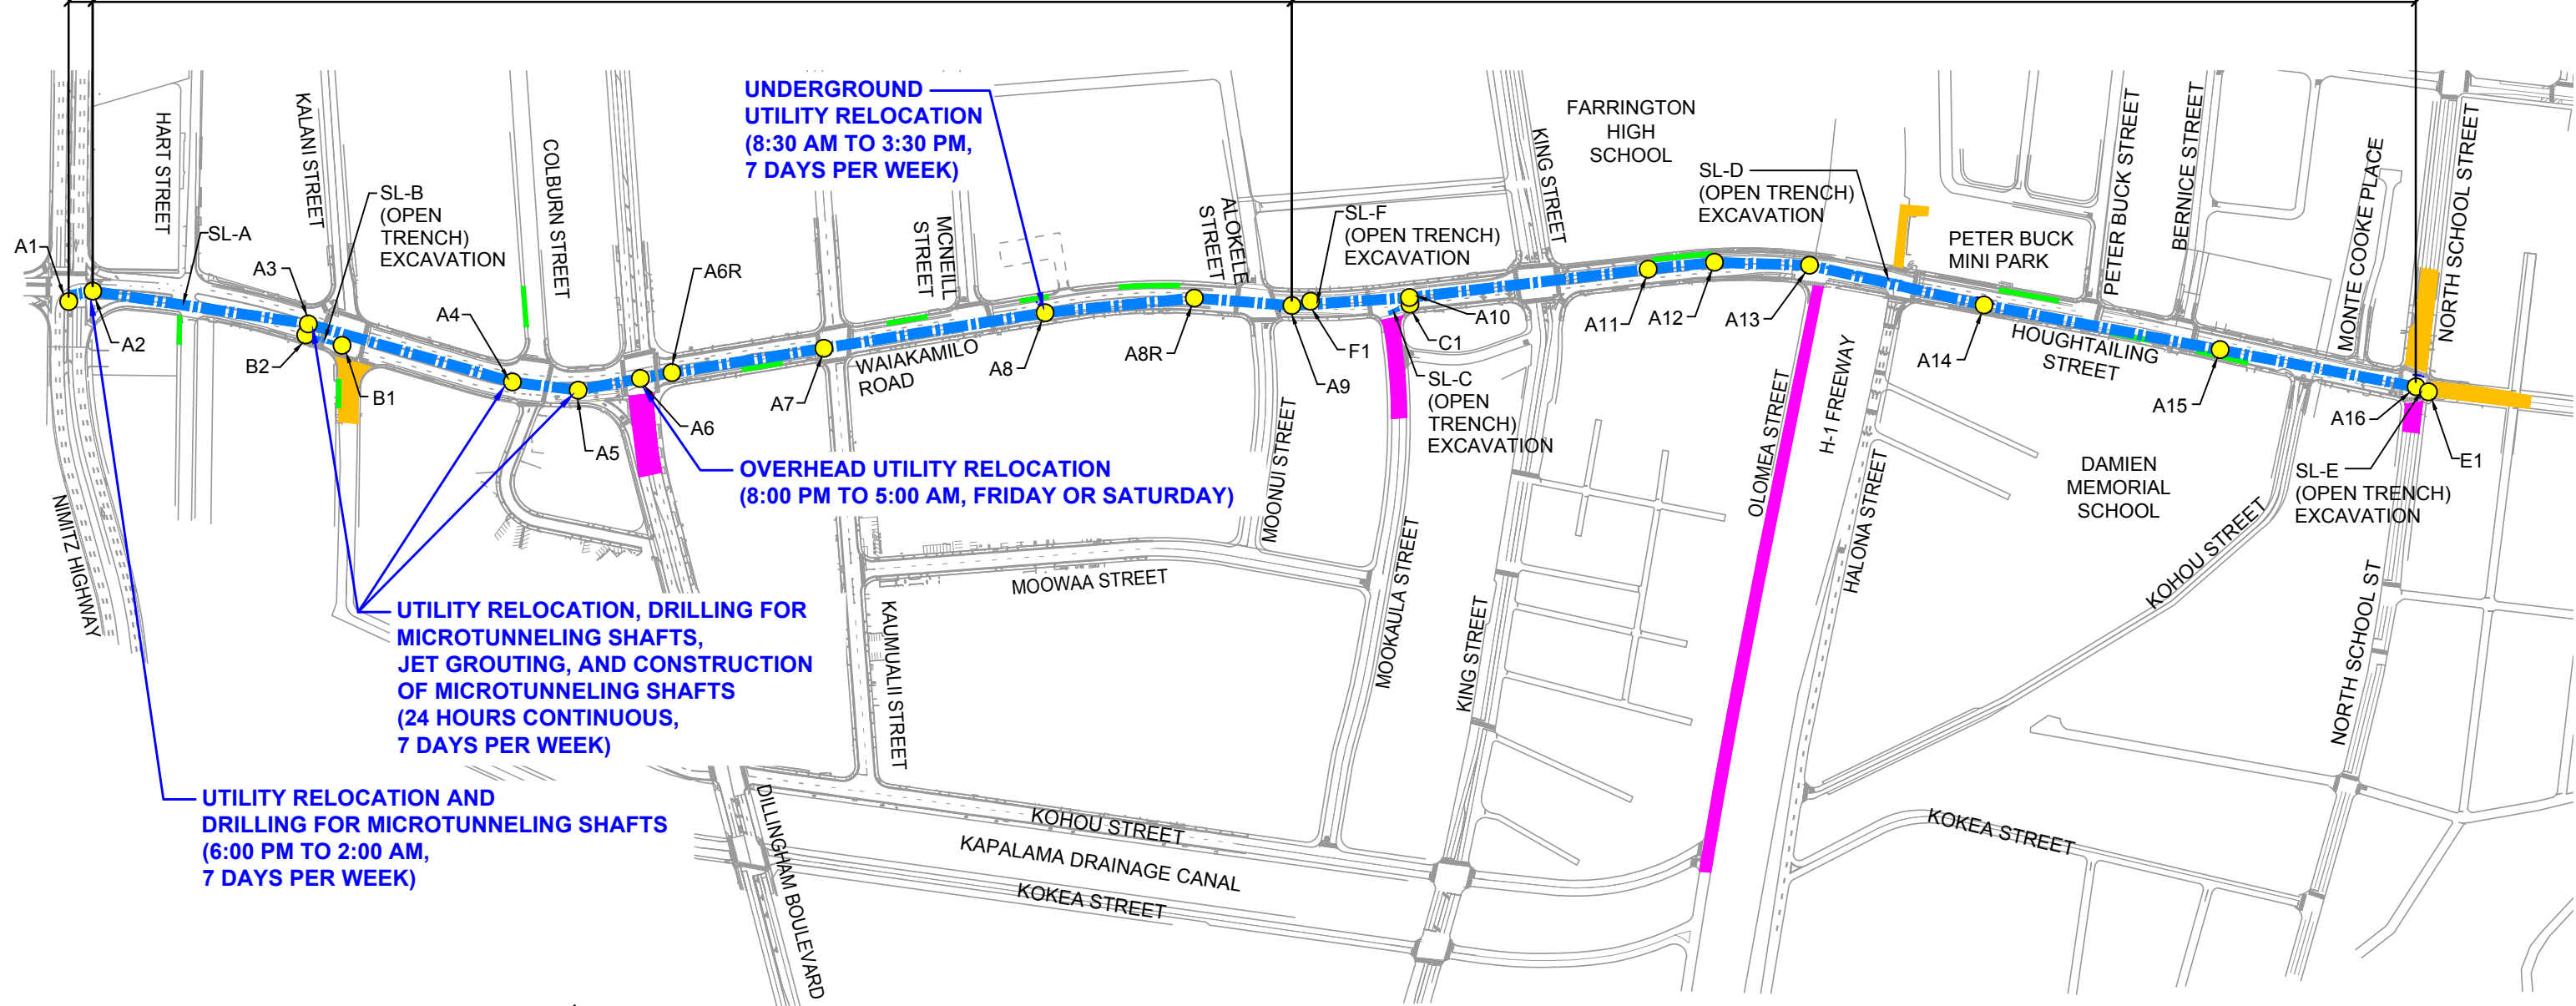 UNDERGROUND
UTILITY RELOCATION
(8:30 AM TO 3:30 PM,
7 DAYS PER WEEK)
FARRINGTON
HIGH
SCHOOL
HART STREET
KALANI STREET
COLBURN STREET
MCNEILL
STREET
ALOKELE
STREET
KING STREET
PETER BUCK STREET
BERNICE STREET
MONTE COOKE PLACE
NORTH SCHOOL STREET
SL-A
SL-B
(OPEN
TRENCH)
EXCAVATION
SL-F
(OPEN TRENCH)
EXCAVATION
SL-D
(OPEN TRENCH)
EXCAVATION
PETER BUCK
MINI PARK
A1
A2
A3
B2
B1
A4
A5
A6R
A6
A7
WAIAKAMILO
ROAD
A8
A8R
A9
F1
A10
C1
SL-C
(OPEN
TRENCH)
EXCAVATION
A11
A12
A13
A14
HOUGHTAILING
STREET
A15
A16
E1
SL-E
(OPEN TRENCH)
EXCAVATION
DAMIEN
MEMORIAL
SCHOOL
OVERHEAD UTILITY RELOCATION
(8:00 PM TO 5:00 AM, FRIDAY OR SATURDAY)
NIMITZ HIGHWAY
UTILITY RELOCATION, DRILLING FOR
MICROTUNNELING SHAFTS,
JET GROUTING, AND CONSTRUCTION
OF MICROTUNNELING SHAFTS
(24 HOURS CONTINUOUS,
7 DAYS PER WEEK)
UTILITY RELOCATION AND
DRILLING FOR MICROTUNNELING SHAFTS
(6:00 PM TO 2:00 AM,
7 DAYS PER WEEK)
MOONUI STREET
MOOWAA STREET
KAUMUALII STREET
MOOKAULA STREET
KING STREET
OLOMEA STREET
H-1 FREEWAY
HALONA STREET
KOHOU STREET
NORTH SCHOOL ST
DILLINGHAM BOULEVARD
KOHOU STREET
KAPALAMA DRAINAGE CANAL
KOKEA STREET
KOKEA STREET